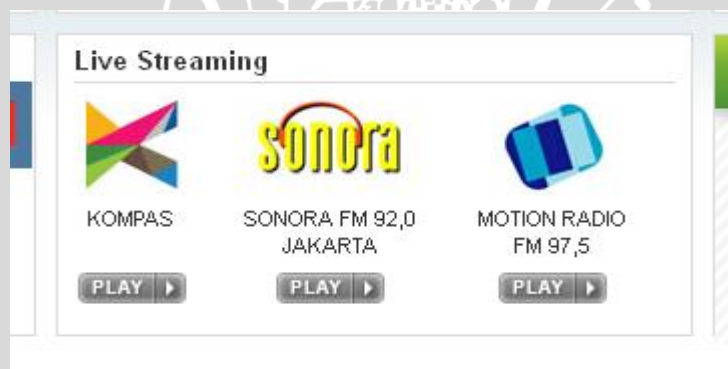 Live Streaming
sonora
KOMPAS
SONORA FM 92,0
JAKARTA
MOTION RADIO
FM 97,5
PLAY
PLAY
PLAY